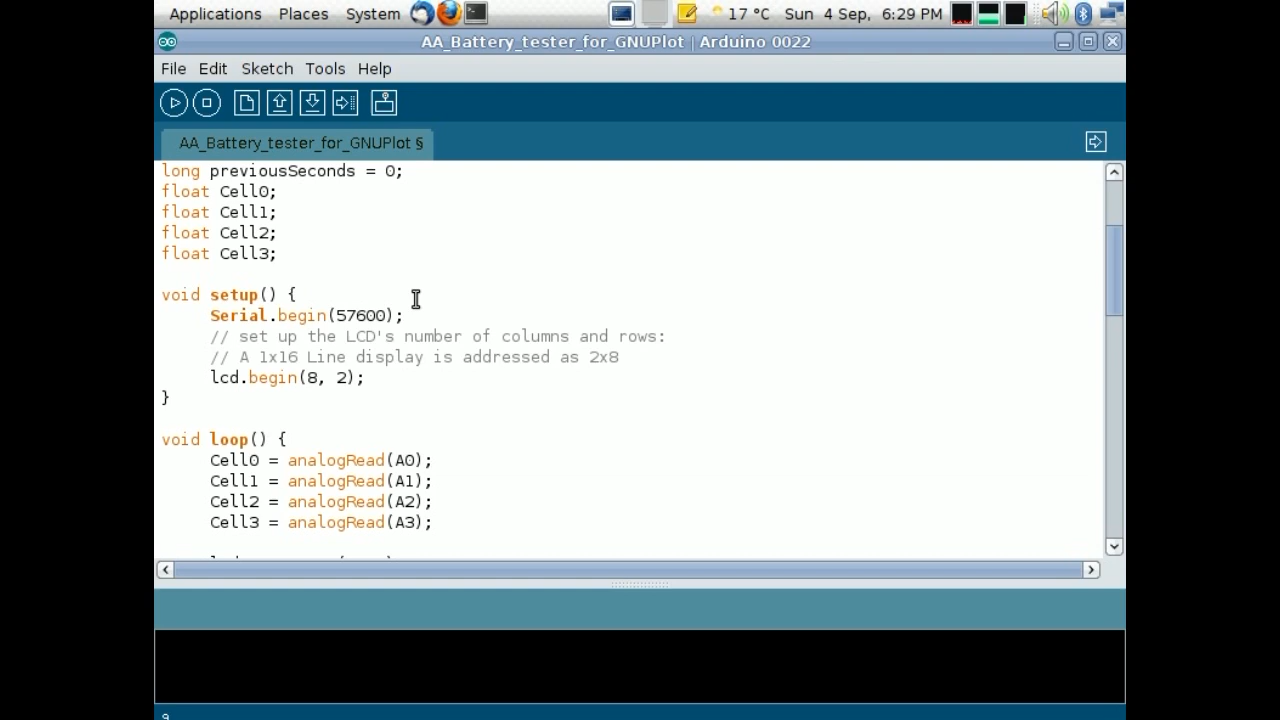 Applications Places System 17 °C Sun 4 Sep, 6:29 PM
AA_Battery_tester_for_GNUPlot | Arduino 0022
File Edit Sketch Tools Help
AA_Battery_tester_for_GNUPlot §
long previousSeconds = 0;
float Cell0;
float Cell1;
float Cell2;
float Cell3;
void setup() {
Serial.begin(57600);
// set up the LCD's number of columns and rows:
// A 1x16 Line display is addressed as 2x8
lcd.begin(8, 2);
}
void loop() {
Cell0 = analogRead(A0);
Cell1 = analogRead(A1);
Cell2 = analogRead(A2);
Cell3 = analogRead(A3);